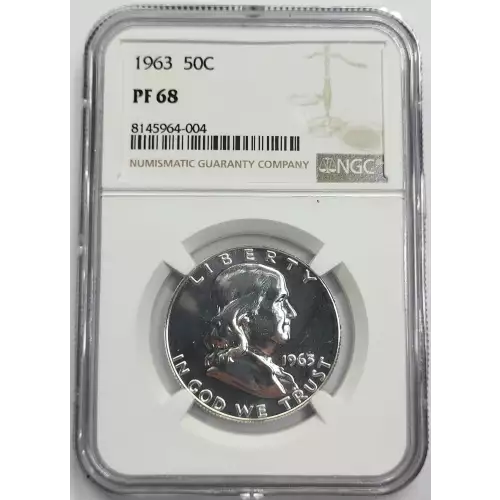 1963 50C
PF 68
8145964-004
NUMISMATIC GUARANTY COMPANY
NGC
LIBERTY
1963
IN GOD WE TRUST